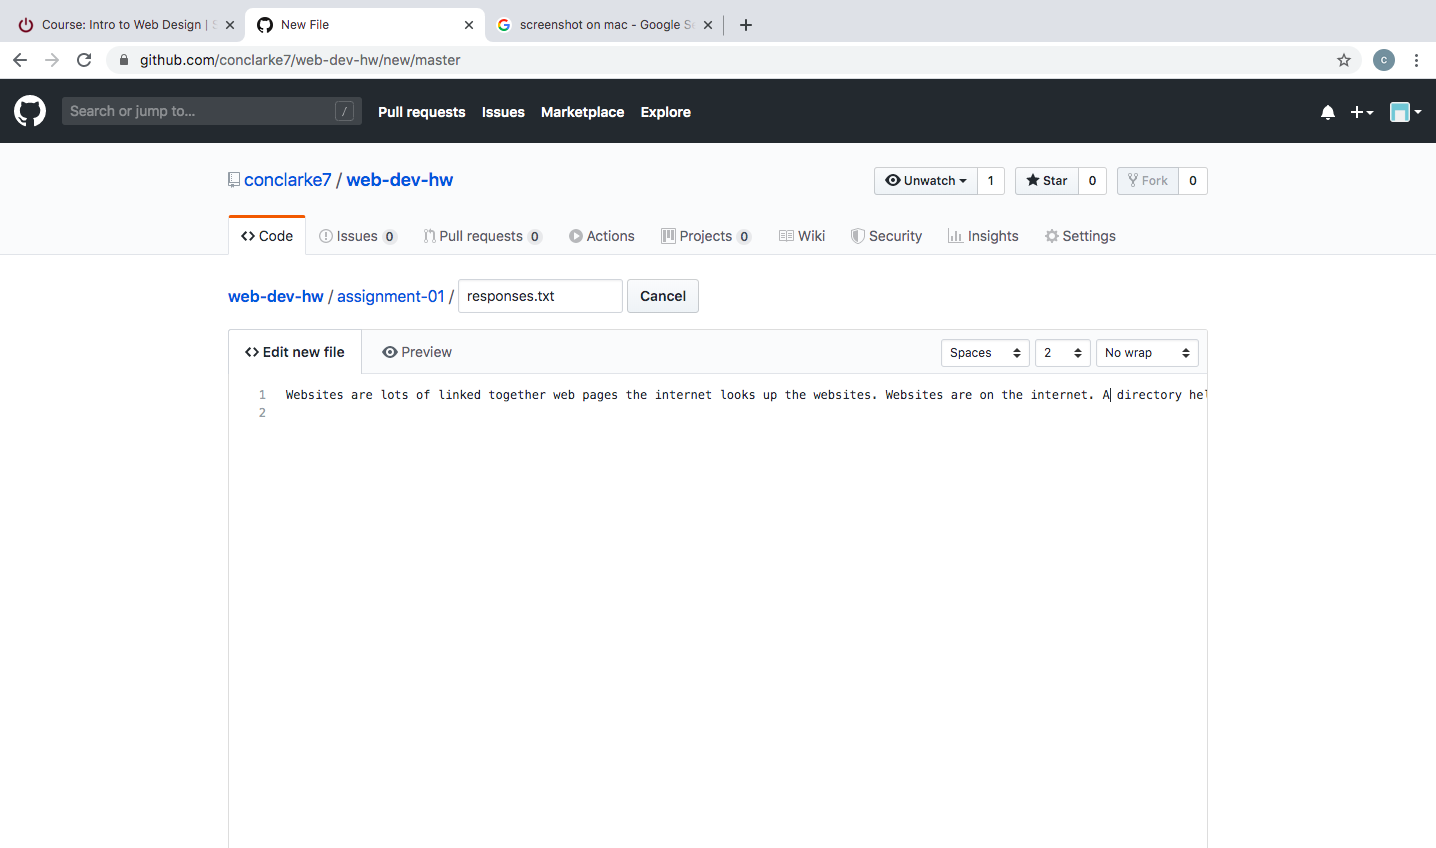 Course: Intro to Web Design |
New File
screenshot on mac - Google
github.com/conclarke7/web-dev-hw/new/master
C
Search or jump to... /
Pull requests Issues Marketplace Explore
conclarke7 / web-dev-hw
Unwatch 1 Star 0 Fork 0
Code Issues 0 Pull requests 0 Actions Projects 0 Wiki Security Insights Settings
web-dev-hw / assignment-01 / responses.txt Cancel
Edit new file Preview Spaces 2 No wrap
1 Websites are lots of linked together web pages the internet looks up the websites. Websites are on the internet. A directory hel
2